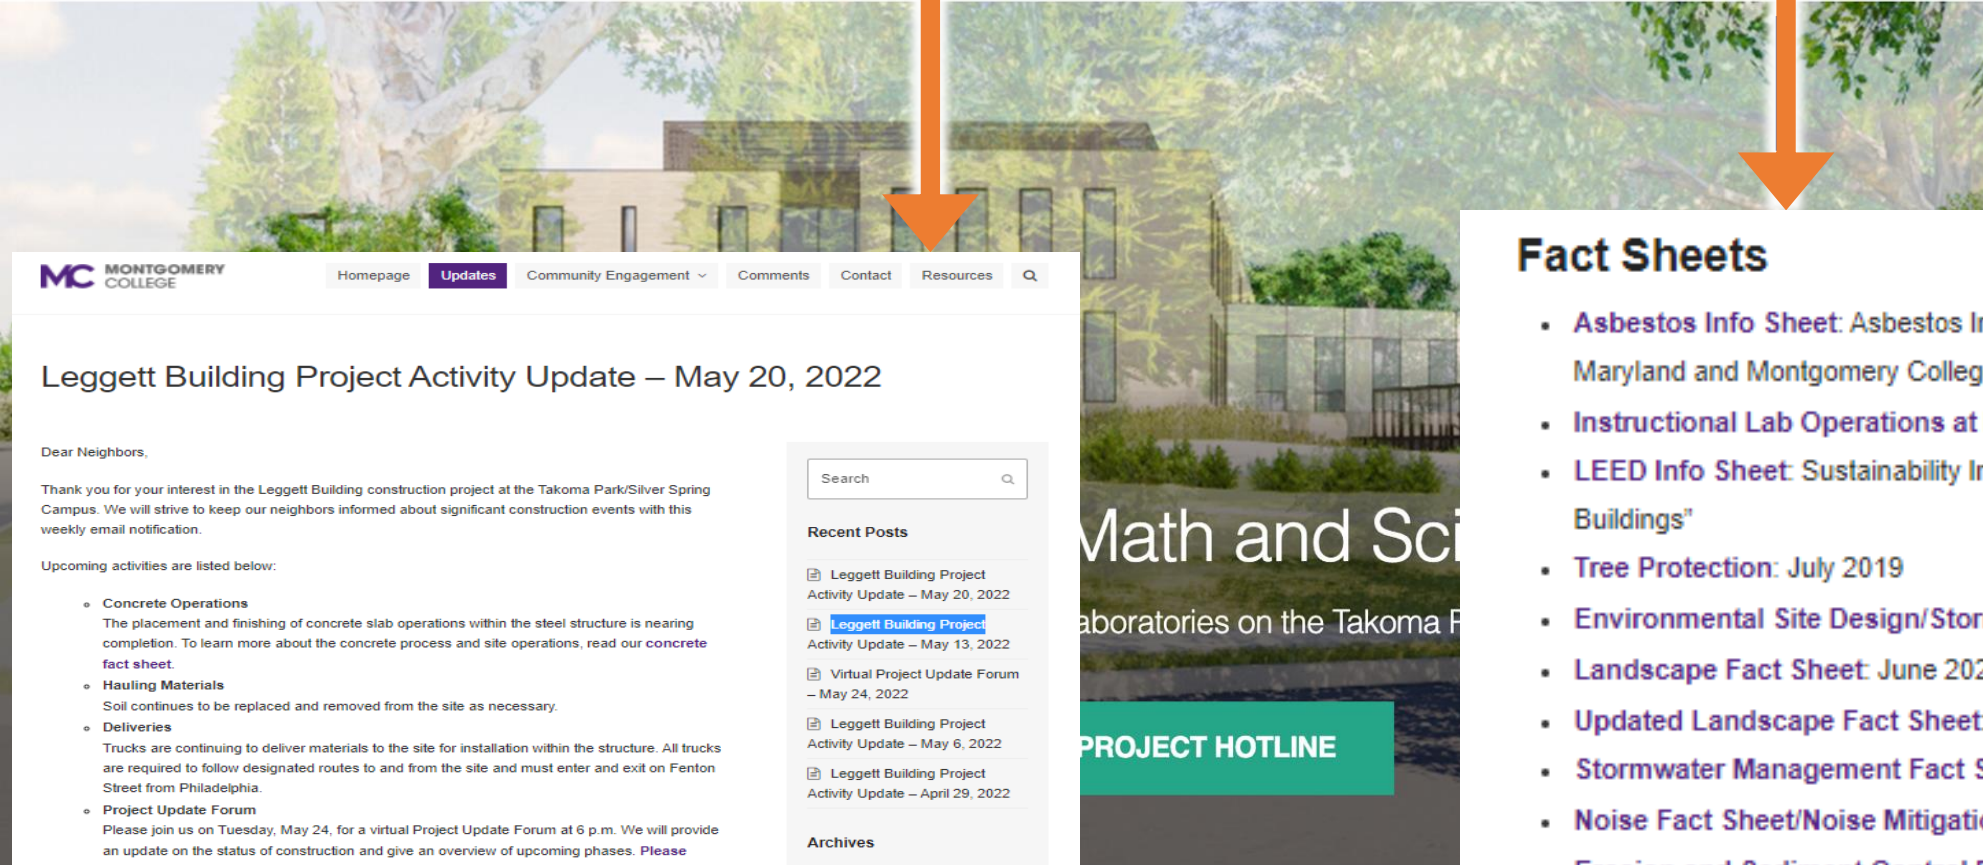 MC MONTGOMERY
COLLEGE
Homepage Updates Community Engagement Comments Contact Resources
Leggett Building Project Activity Update – May 20, 2022
Dear Neighbors,
Thank you for your interest in the Leggett Building construction project at the Takoma Park/Silver Spring
Campus. We will strive to keep our neighbors informed about significant construction events with this
weekly email notification.
Upcoming activities are listed below:
Concrete Operations
The placement and finishing of concrete slab operations within the steel structure is nearing
completion. To learn more about the concrete process and site operations, read our concrete
fact sheet.
Hauling Materials
Soil continues to be replaced and removed from the site as necessary.
Deliveries
Trucks are continuing to deliver materials to the site for installation within the structure. All trucks
are required to follow designated routes to and from the site and must enter and exit on Fenton
Street from Philadelphia.
Project Update Forum
Please join us on Tuesday, May 24, for a virtual Project Update Forum at 6 p.m. We will provide
an update on the status of construction and give an overview of upcoming phases. Please
Search
Recent Posts
Leggett Building Project
Activity Update – May 20, 2022
Leggett Building Project
Activity Update – May 13, 2022
Virtual Project Update Forum
– May 24, 2022
Leggett Building Project
Activity Update – May 6, 2022
Leggett Building Project
Activity Update – April 29, 2022
Archives
Math and Sci
aboratories on the Takoma P
PROJECT HOTLINE
Fact Sheets
Asbestos Info Sheet: Asbestos
Maryland and Montgomery Colleg
Instructional Lab Operations at
LEED Info Sheet: Sustainability
Buildings”
Tree Protection: July 2019
Environmental Site Design/Stor
Landscape Fact Sheet: June 202
Updated Landscape Fact Sheet:
Stormwater Management Fact S
Noise Fact Sheet/Noise Mitigati